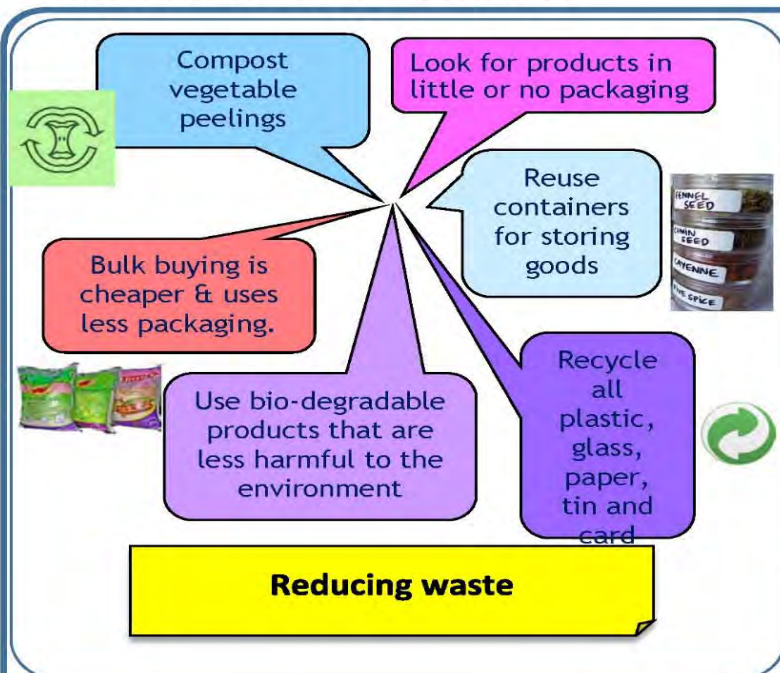 Compost
vegetable
peelings
Look for products in
little or no packaging
Reuse
containers
for storing
goods
FENNEL
SEED
CUMIN
SEED
CAYENNE
FIVE SPICE
Bulk buying is
cheaper & uses
less packaging.
Use bio-degradable
products that are
less harmful to the
environment
Recycle
all
plastic,
glass,
paper,
tin and
card
Reducing waste